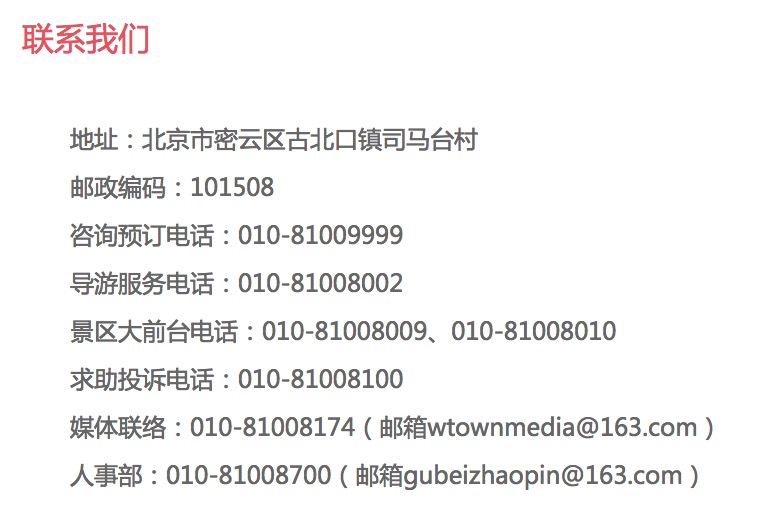 联系我们
地址：北京市密云区古北口镇司马台村
邮政编码：101508
咨询预订电话：010-81009999
导游服务电话：010-81008002
景区大前台电话：010-81008009、010-81008010
求助投诉电话：010-81008100
媒体联络：010-81008174（邮箱wtownmedia@163.com）
人事部：010-81008700（邮箱gubeizhaopin@163.com）